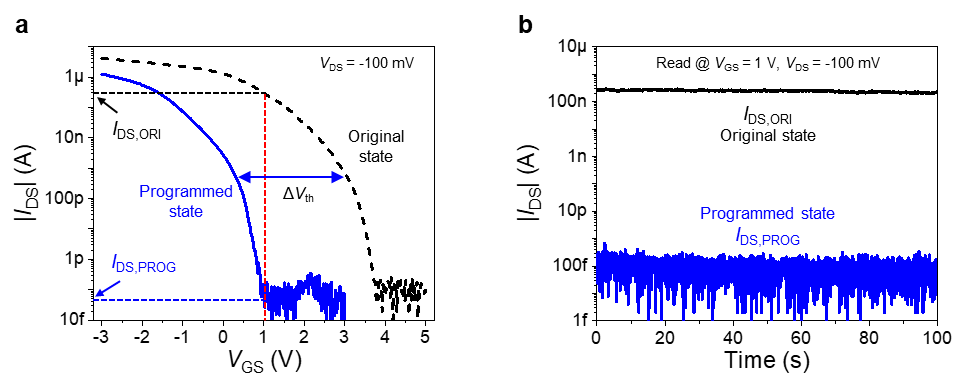 a
V_DS = -100 mV
1µ
10n
100p
1p
10f
|I_DS| (A)
I_DS,ORI
Original
state
Programmed
state
ΔV_th
I_DS,PROG
-3 -2 -1 0 1 2 3 4 5
V_GS (V)
b
Read @ V_GS = 1 V, V_DS = -100 mV
10µ
100n
1n
10p
100f
1f
|I_DS| (A)
I_DS,ORI
Original state
Programmed state
I_DS,PROG
0 20 40 60 80 100
Time (s)